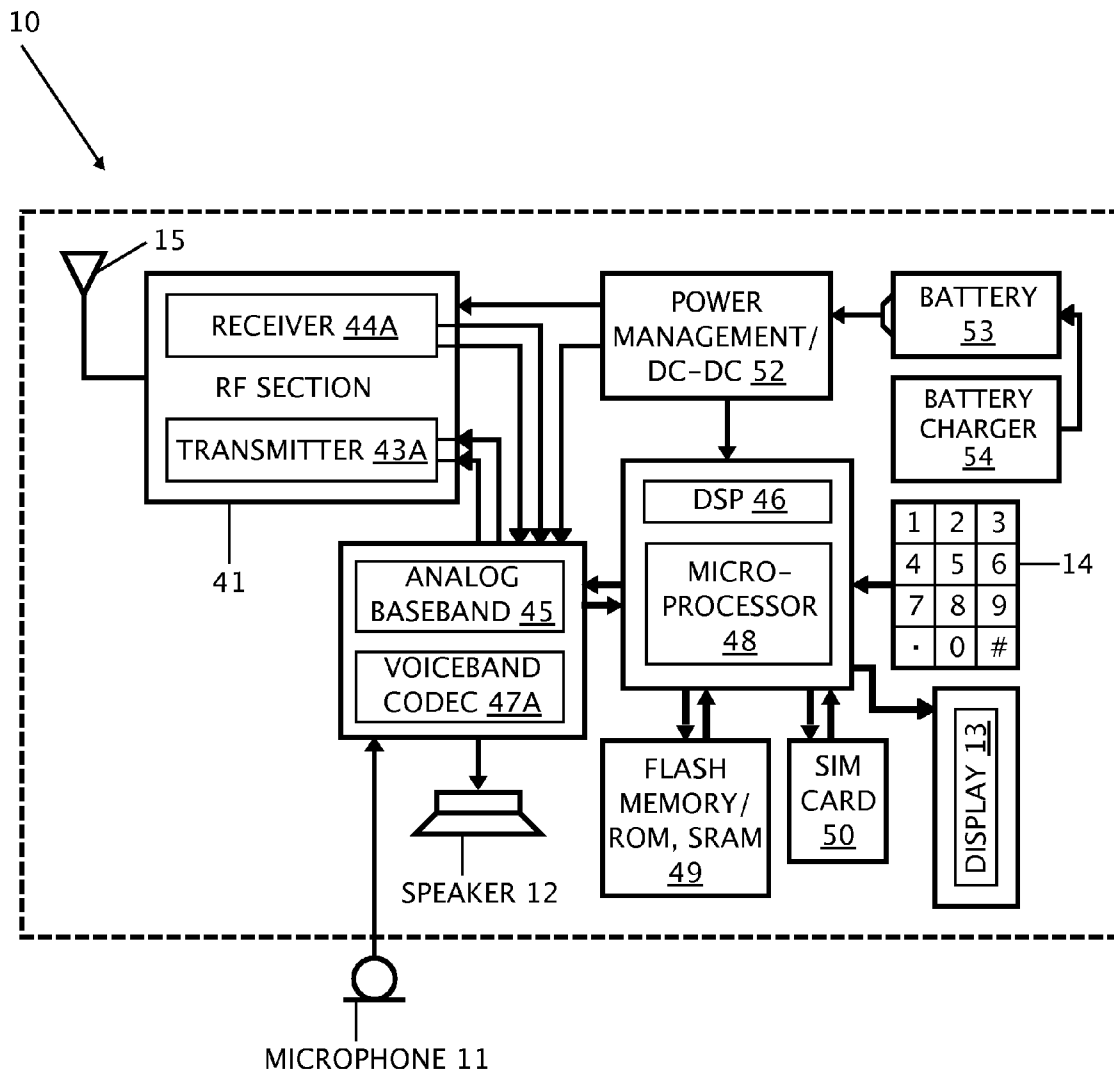 10
15
RECEIVER 44A
RF SECTION
TRANSMITTER 43A
41
POWER
MANAGEMENT/
DC-DC 52
BATTERY
53
BATTERY
CHARGER
54
DSP 46
MICRO-
PROCESSOR
48
1 2 3
4 5 6
7 8 9
· 0 #
14
ANALOG
BASEBAND 45
VOICEBAND
CODEC 47A
FLASH
MEMORY/
ROM, SRAM
49
SIM
CARD
50
DISPLAY 13
SPEAKER 12
MICROPHONE 11